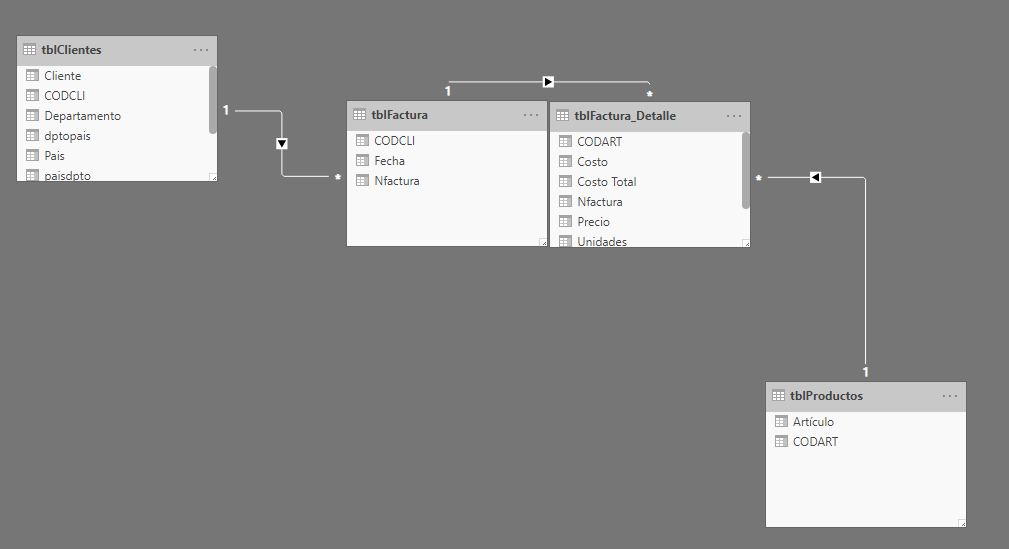 tblClientes ...
Cliente
CODCLI
Departamento
dptopais
Pais
paisdpto
1
*
1
*
tblFactura ...
CODCLI
Fecha
Nfactura
tblFactura_Detalle ...
CODART
Costo
Costo Total
Nfactura
Precio
Unidades
*
1
tblProductos ...
Artículo
CODART